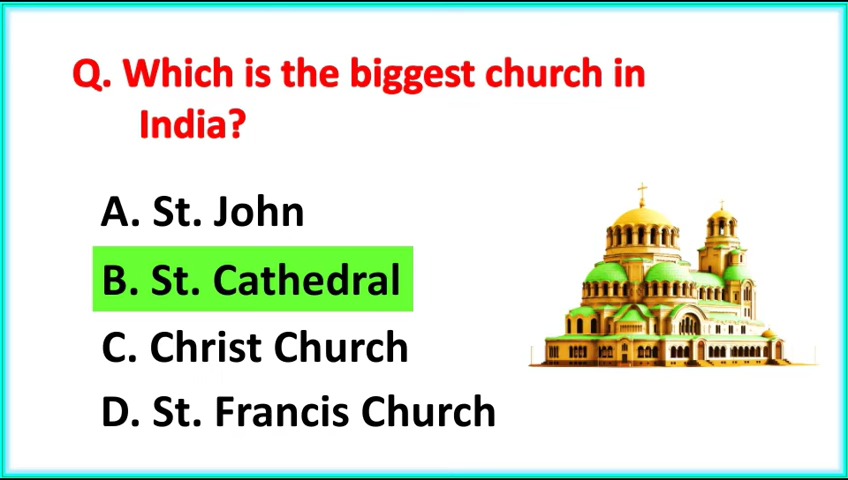 Q. Which is the biggest church in
India?
A. St. John
B. St. Cathedral
C. Christ Church
D. St. Francis Church